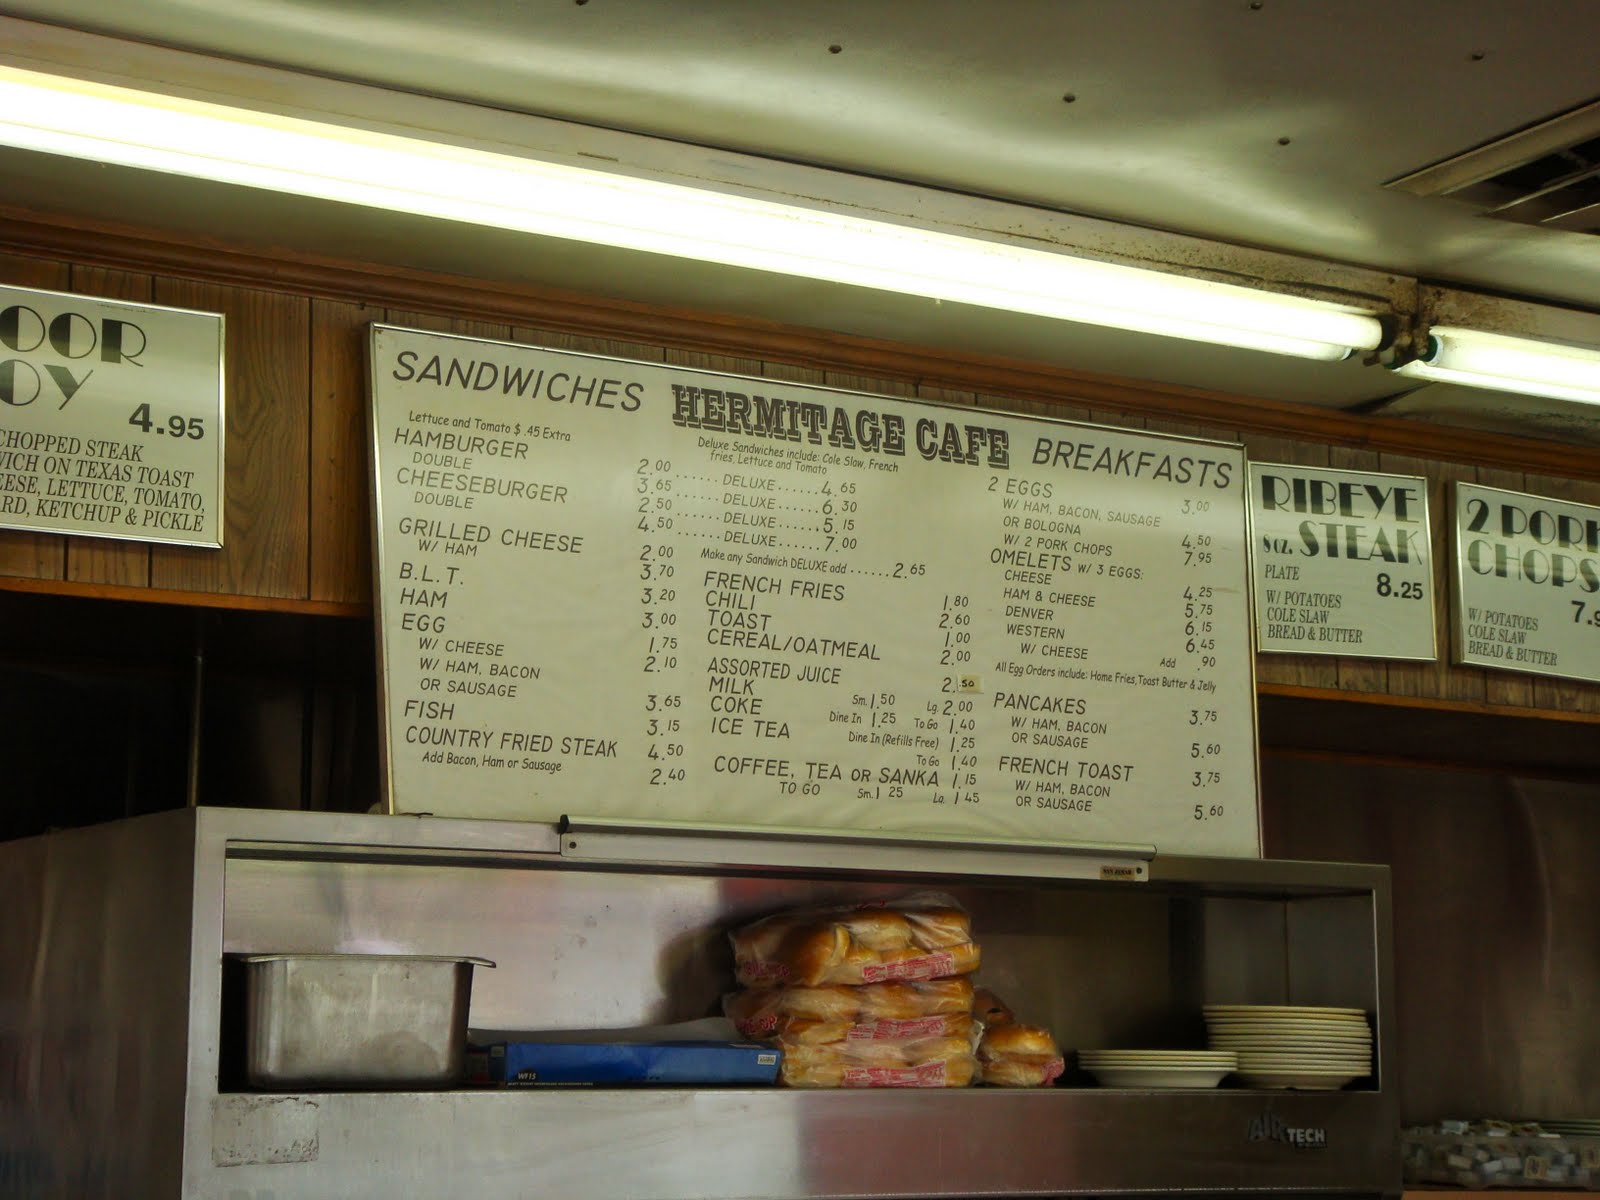 OOR
OY
4.95
CHOPPED STEAK
WICH ON TEXAS TOAST
EESE, LETTUCE, TOMATO,
ARD, KETCHUP & PICKLE
HERMITAGE CAFE
SANDWICHES
Lettuce and Tomato $ .45 Extra
Deluxe Sandwiches include: Cole Slaw, French
fries, Lettuce and Tomato
HAMBURGER 2.00 ...... DELUXE ...... 4.65
DOUBLE 3.65 ...... DELUXE ...... 6.30
CHEESEBURGER 2.50 ...... DELUXE ...... 5.15
DOUBLE 4.50 ...... DELUXE ...... 7.00
GRILLED CHEESE 2.00
W/ HAM 3.70
B.L.T. 3.20
HAM 3.00
EGG 1.75
W/ CHEESE 2.10
W/ HAM, BACON
OR SAUSAGE 3.65
FISH 3.15
COUNTRY FRIED STEAK 4.50
Add Bacon, Ham or Sausage 2.40
Make any Sandwich DELUXE add ...... 2.65
FRENCH FRIES 1.80
CHILI 2.60
TOAST 1.00
CEREAL/OATMEAL 2.00
ASSORTED JUICE 2.50
MILK Sm. 1.50 Lg. 2.00
COKE Dine In 1.25 To Go 1.40
ICE TEA Dine In (Refills Free) 1.25
To Go 1.40
COFFEE, TEA OR SANKA 1.15
TO GO Sm. 1 25 Lg. 1 45
BREAKFASTS
2 EGGS 3.00
W/ HAM, BACON, SAUSAGE
OR BOLOGNA 4.50
W/ 2 PORK CHOPS 7.95
OMELETS W/ 3 EGGS:
CHEESE 4.25
HAM & CHEESE 5.75
DENVER 6.15
WESTERN 6.45
W/ CHEESE Add .90
All Egg Orders include: Home Fries, Toast Butter & Jelly
PANCAKES 3.75
W/ HAM, BACON
OR SAUSAGE 5.60
FRENCH TOAST 3.75
W/ HAM, BACON
OR SAUSAGE 5.60
RIBEYE
8 OZ. STEAK
PLATE 8.25
W/ POTATOES
COLE SLAW
BREAD & BUTTER
2 PORK
CHOPS
7.9
W/ POTATOES
COLE SLAW
BREAD & BUTTER
W915
AIRTECH